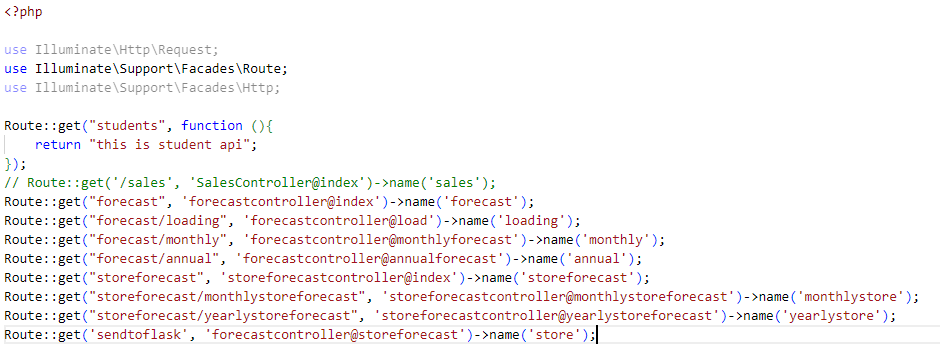 <?php
use Illuminate\Http\Request;
use Illuminate\Support\Facades\Route;
use Illuminate\Support\Facades\Http;
Route::get("students", function (){
    return "this is student api";
});
// Route::get('/sales', 'SalesController@index')->name('sales');
Route::get("forecast", 'forecastcontroller@index')->name('forecast');
Route::get("forecast/loading", 'forecastcontroller@load')->name('loading');
Route::get("forecast/monthly", 'forecastcontroller@monthlyforecast')->name('monthly');
Route::get("forecast/annual", 'forecastcontroller@annualforecast')->name('annual');
Route::get("storeforecast", 'storeforecastcontroller@index')->name('storeforecast');
Route::get("storeforecast/monthlystoreforecast", 'storeforecastcontroller@monthlystoreforecast')->name('monthlystore');
Route::get("storeforecast/yearlystoreforecast", 'storeforecastcontroller@yearlystoreforecast')->name('yearlystore');
Route::get('sendtoflask', 'forecastcontroller@storeforecast')->name('store');